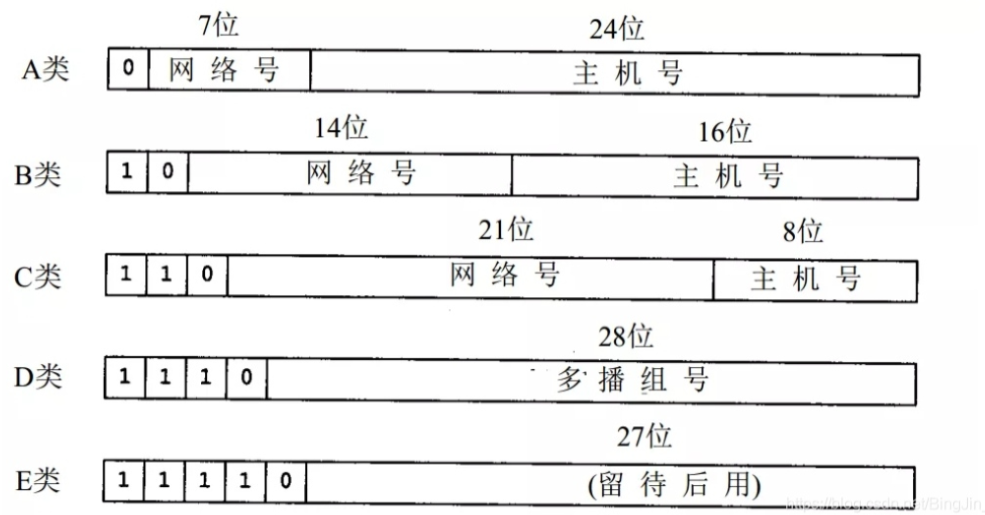 7位 24位
A类 0 网络号 主机号
14位 16位
B类 1 0 网络号 主机号
21位 8位
C类 1 1 0 网络号 主机号
28位
D类 1 1 1 0 多播组号
27位
E类 1 1 1 1 0 (留待后用)
https://blog.csdn.net/BingJin_